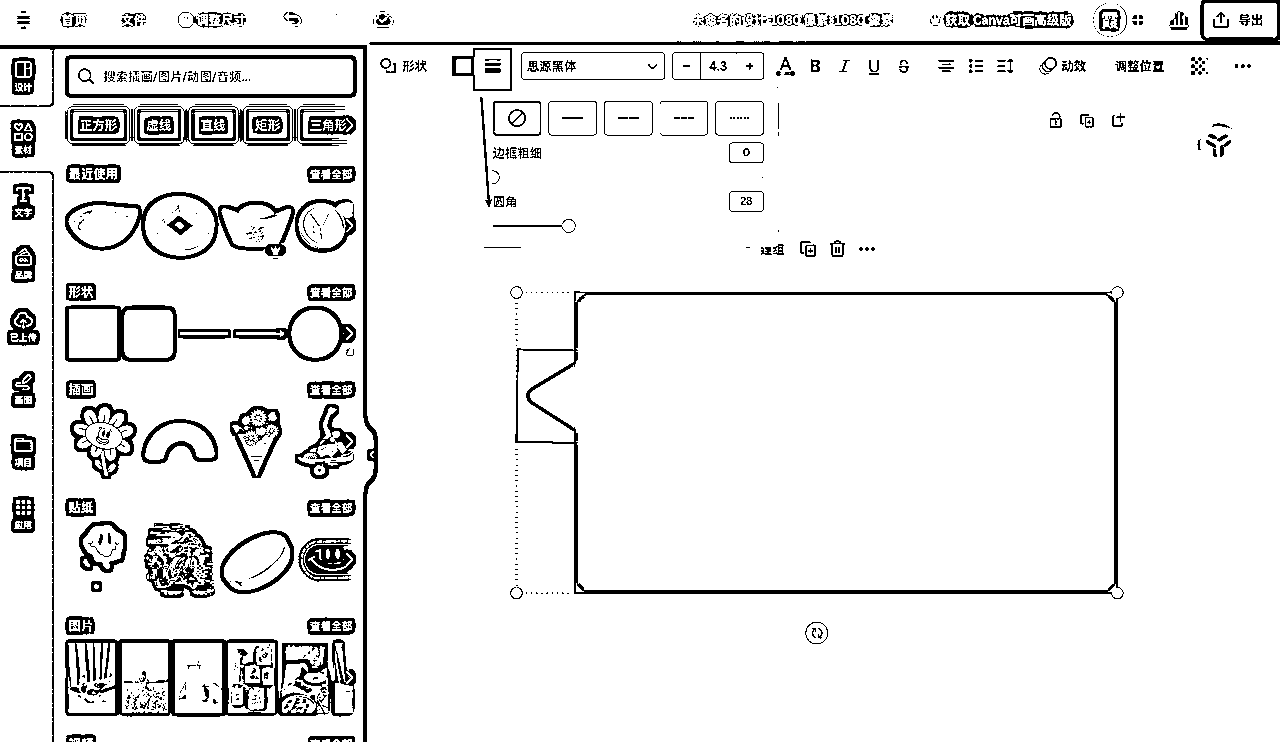 首页 文件 调整尺寸 未命名的设计-1080 像素 1080 像素 获取 Canva可画高级版 导出
设计
素材
文字
品牌
已上传
画图
项目
应用
搜索插画/图片/动图/音频...
正方形 虚线 直线 矩形 三角形
最近使用 查看全部
形状 查看全部
插画 查看全部
贴纸 查看全部
图片 查看全部
形状 思源黑体 − 4.3 + A B I U S 动效 调整位置
边框粗细 0
圆角 28